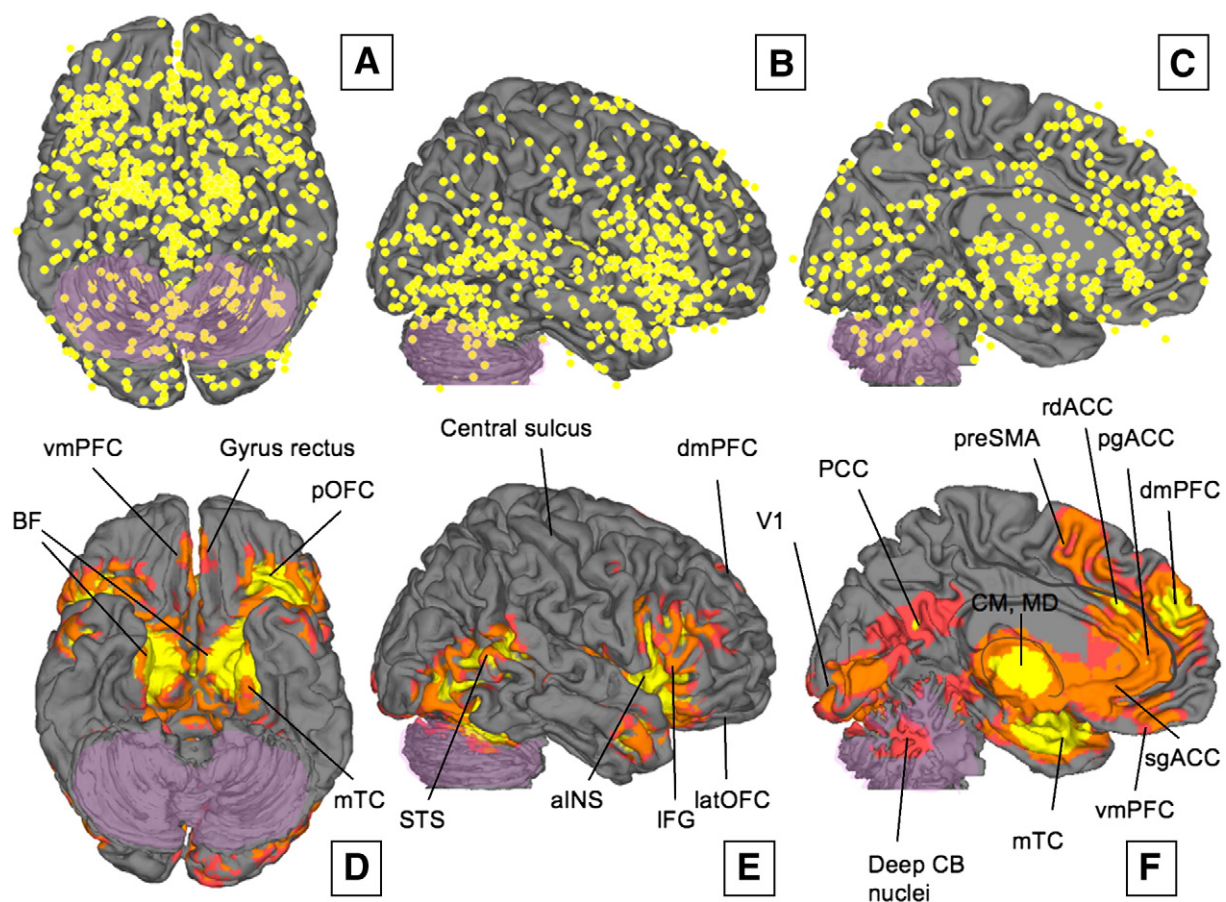 A
B
C
rdACC
vmPFC
Gyrus rectus
Central sulcus
dmPFC
preSMA
pgACC
PCC
dmPFC
pOFC
BF
V1
CM, MD
sgACC
mTC
STS
aINS
IFG
latOFC
Deep CB
nuclei
mTC
vmPFC
D
E
F